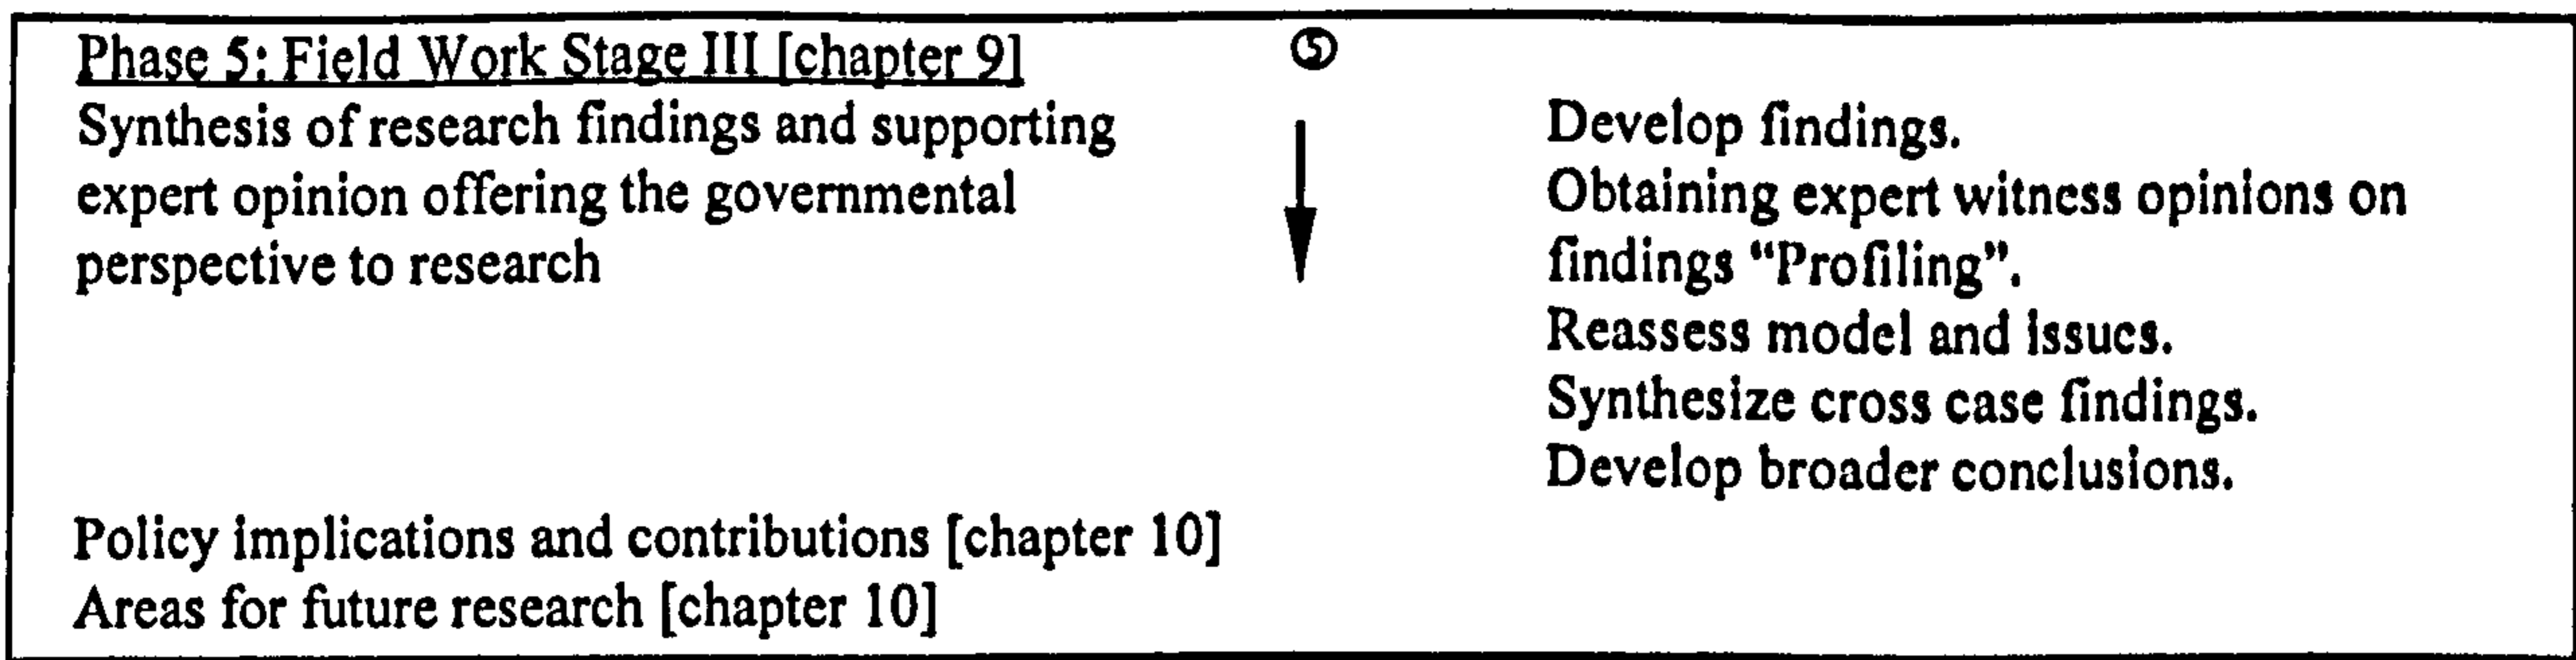 Phase 5: Field Work Stage III [chapter 9]
⑤
Synthesis of research findings and supporting
expert opinion offering the governmental
perspective to research
Develop findings.
Obtaining expert witness opinions on
findings “Profiling”.
Reassess model and issues.
Synthesize cross case findings.
Develop broader conclusions.
Policy implications and contributions [chapter 10]
Areas for future research [chapter 10]